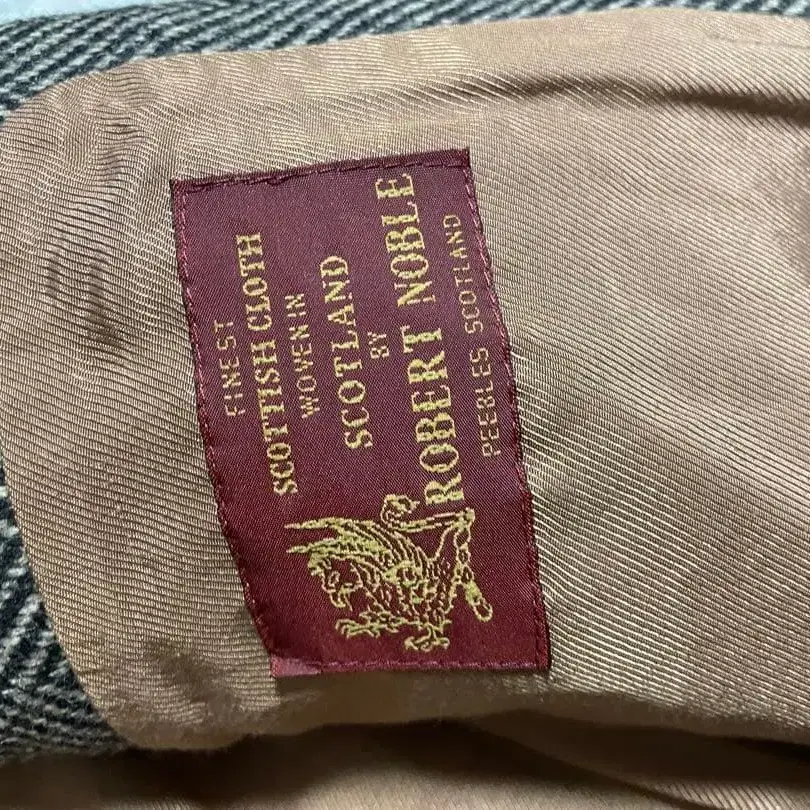 FINEST
SCOTTISH CLOTH
WOVEN IN
SCOTLAND
BY
ROBERT NOBLE
PEEBLES SCOTLAND